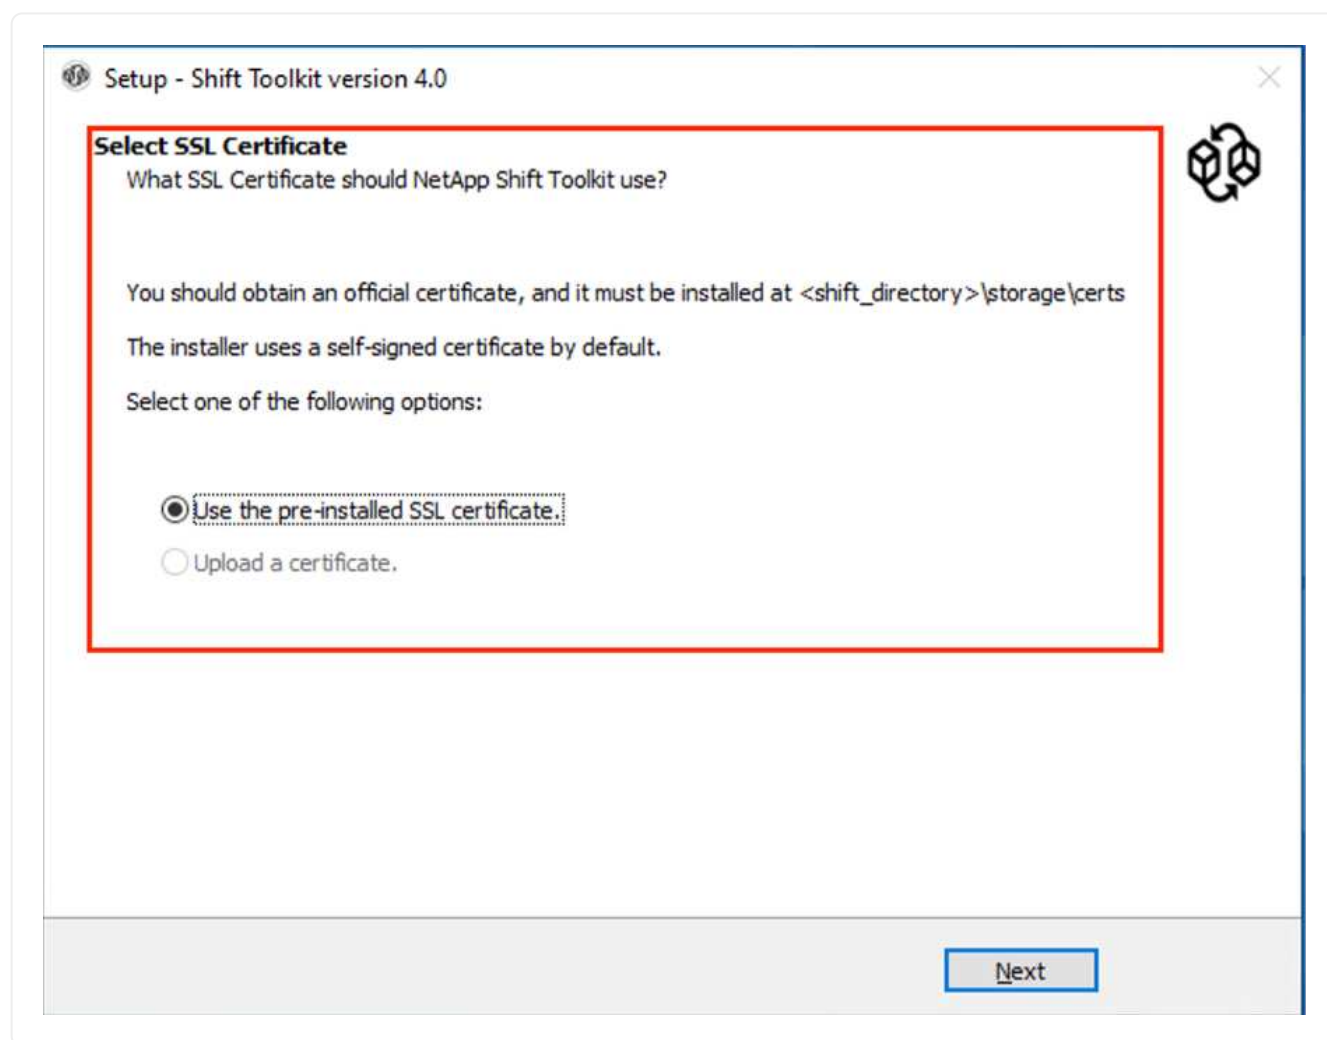 Setup - Shift Toolkit version 4.0
Select SSL Certificate
What SSL Certificate should NetApp Shift Toolkit use?
You should obtain an official certificate, and it must be installed at <shift_directory>\storage\certs
The installer uses a self-signed certificate by default.
Select one of the following options:
Use the pre-installed SSL certificate.
Upload a certificate.
Next